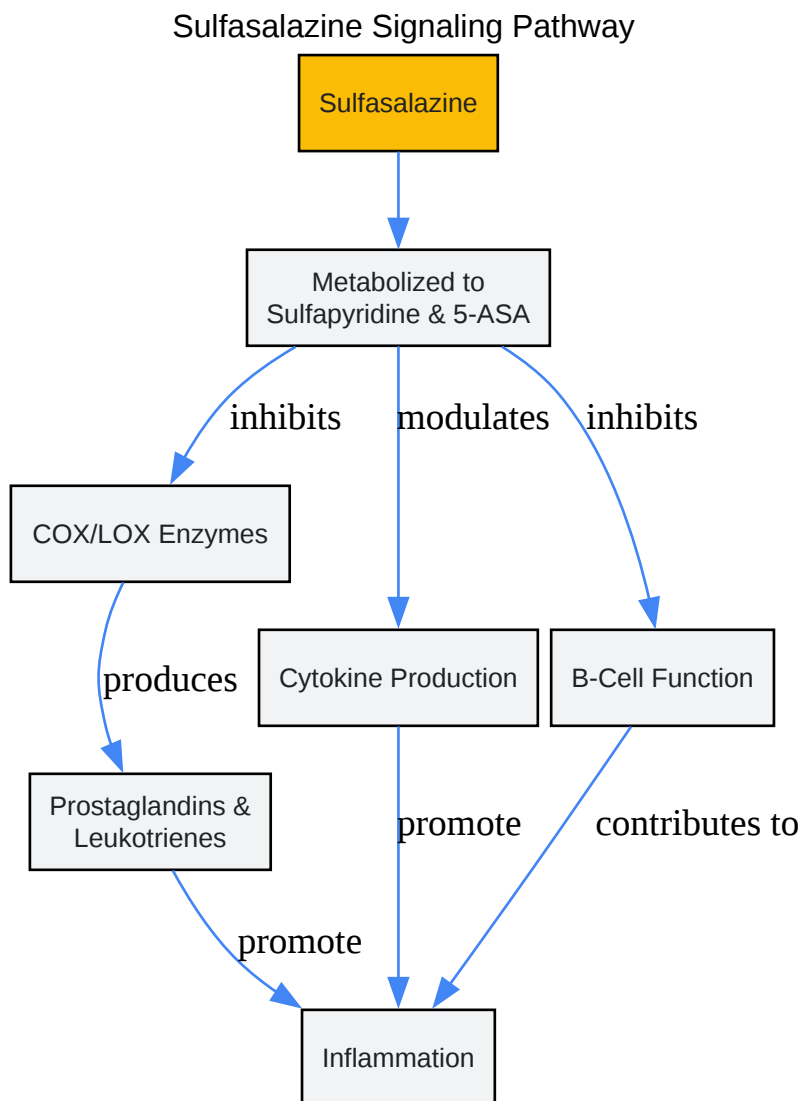 Sulfasalazine Signaling Pathway
Sulfasalazine
Metabolized to
Sulfapyridine & 5-ASA
inhibits
modulates
inhibits
COX/LOX Enzymes
produces
Cytokine Production
B-Cell Function
Prostaglandins &
Leukotrienes
promote
contributes to
promote
Inflammation